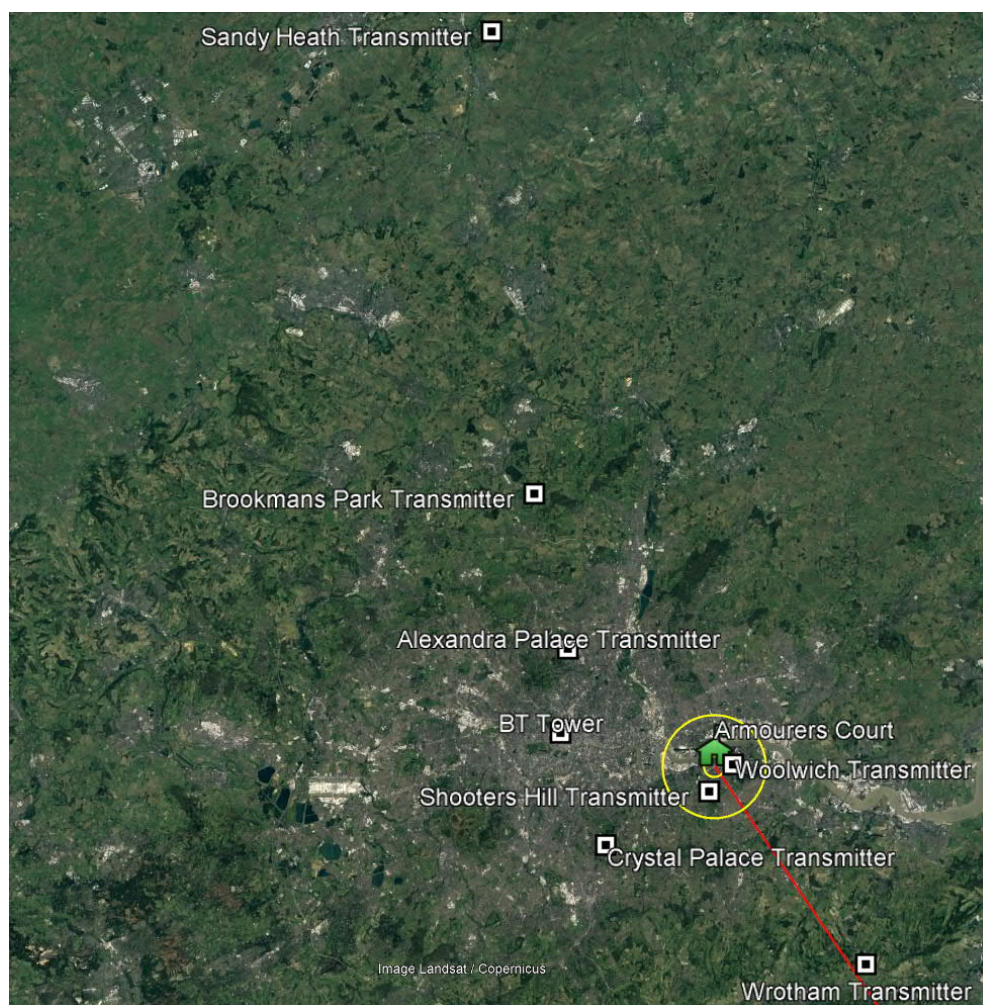 Sandy Heath Transmitter
Brookmans Park Transmitter
Alexandra Palace Transmitter
BT Tower
Armourers Court
Woolwich Transmitter
Shooters Hill Transmitter
Crystal Palace Transmitter
Image Landsat / Copernicus
Wrotham Transmitter